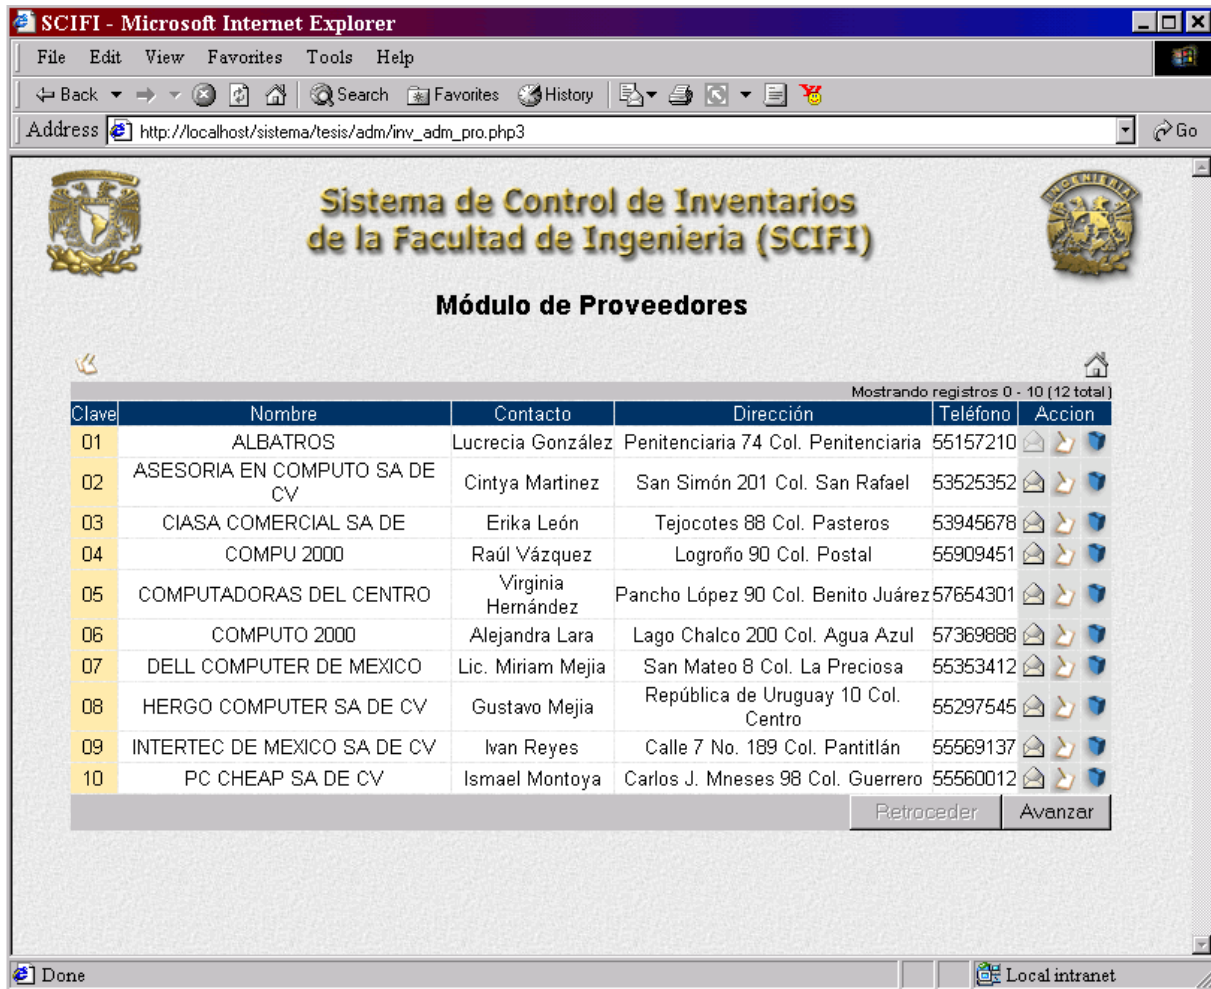 SCIFI - Microsoft Internet Explorer
File Edit View Favorites Tools Help
Back Search Favorites History
Address http://localhost/sistema/tesis/adm/inv_adm_pro.php3 Go
Sistema de Control de Inventarios
de la Facultad de Ingenieria (SCIFI)
INGENIERIA
Módulo de Proveedores
Mostrando registros 0 - 10 (12 total)
Clave Nombre Contacto Dirección Teléfono Accion
01 ALBATROS Lucrecia González Penitenciaria 74 Col. Penitenciaria 55157210
02 ASESORIA EN COMPUTO SA DE CV Cintya Martinez San Simón 201 Col. San Rafael 53525352
03 CIASA COMERCIAL SA DE Erika León Tejocotes 88 Col. Pasteros 53945678
04 COMPU 2000 Raúl Vázquez Logroño 90 Col. Postal 55909451
05 COMPUTADORAS DEL CENTRO Virginia Hernández Pancho López 90 Col. Benito Juárez 57654301
06 COMPUTO 2000 Alejandra Lara Lago Chalco 200 Col. Agua Azul 57369888
07 DELL COMPUTER DE MEXICO Lic. Miriam Mejia San Mateo 8 Col. La Preciosa 55353412
08 HERGO COMPUTER SA DE CV Gustavo Mejia República de Uruguay 10 Col. Centro 55297545
09 INTERTEC DE MEXICO SA DE CV Ivan Reyes Calle 7 No. 189 Col. Pantitlán 55569137
10 PC CHEAP SA DE CV Ismael Montoya Carlos J. Mneses 98 Col. Guerrero 55560012
Retroceder Avanzar
Done Local intranet